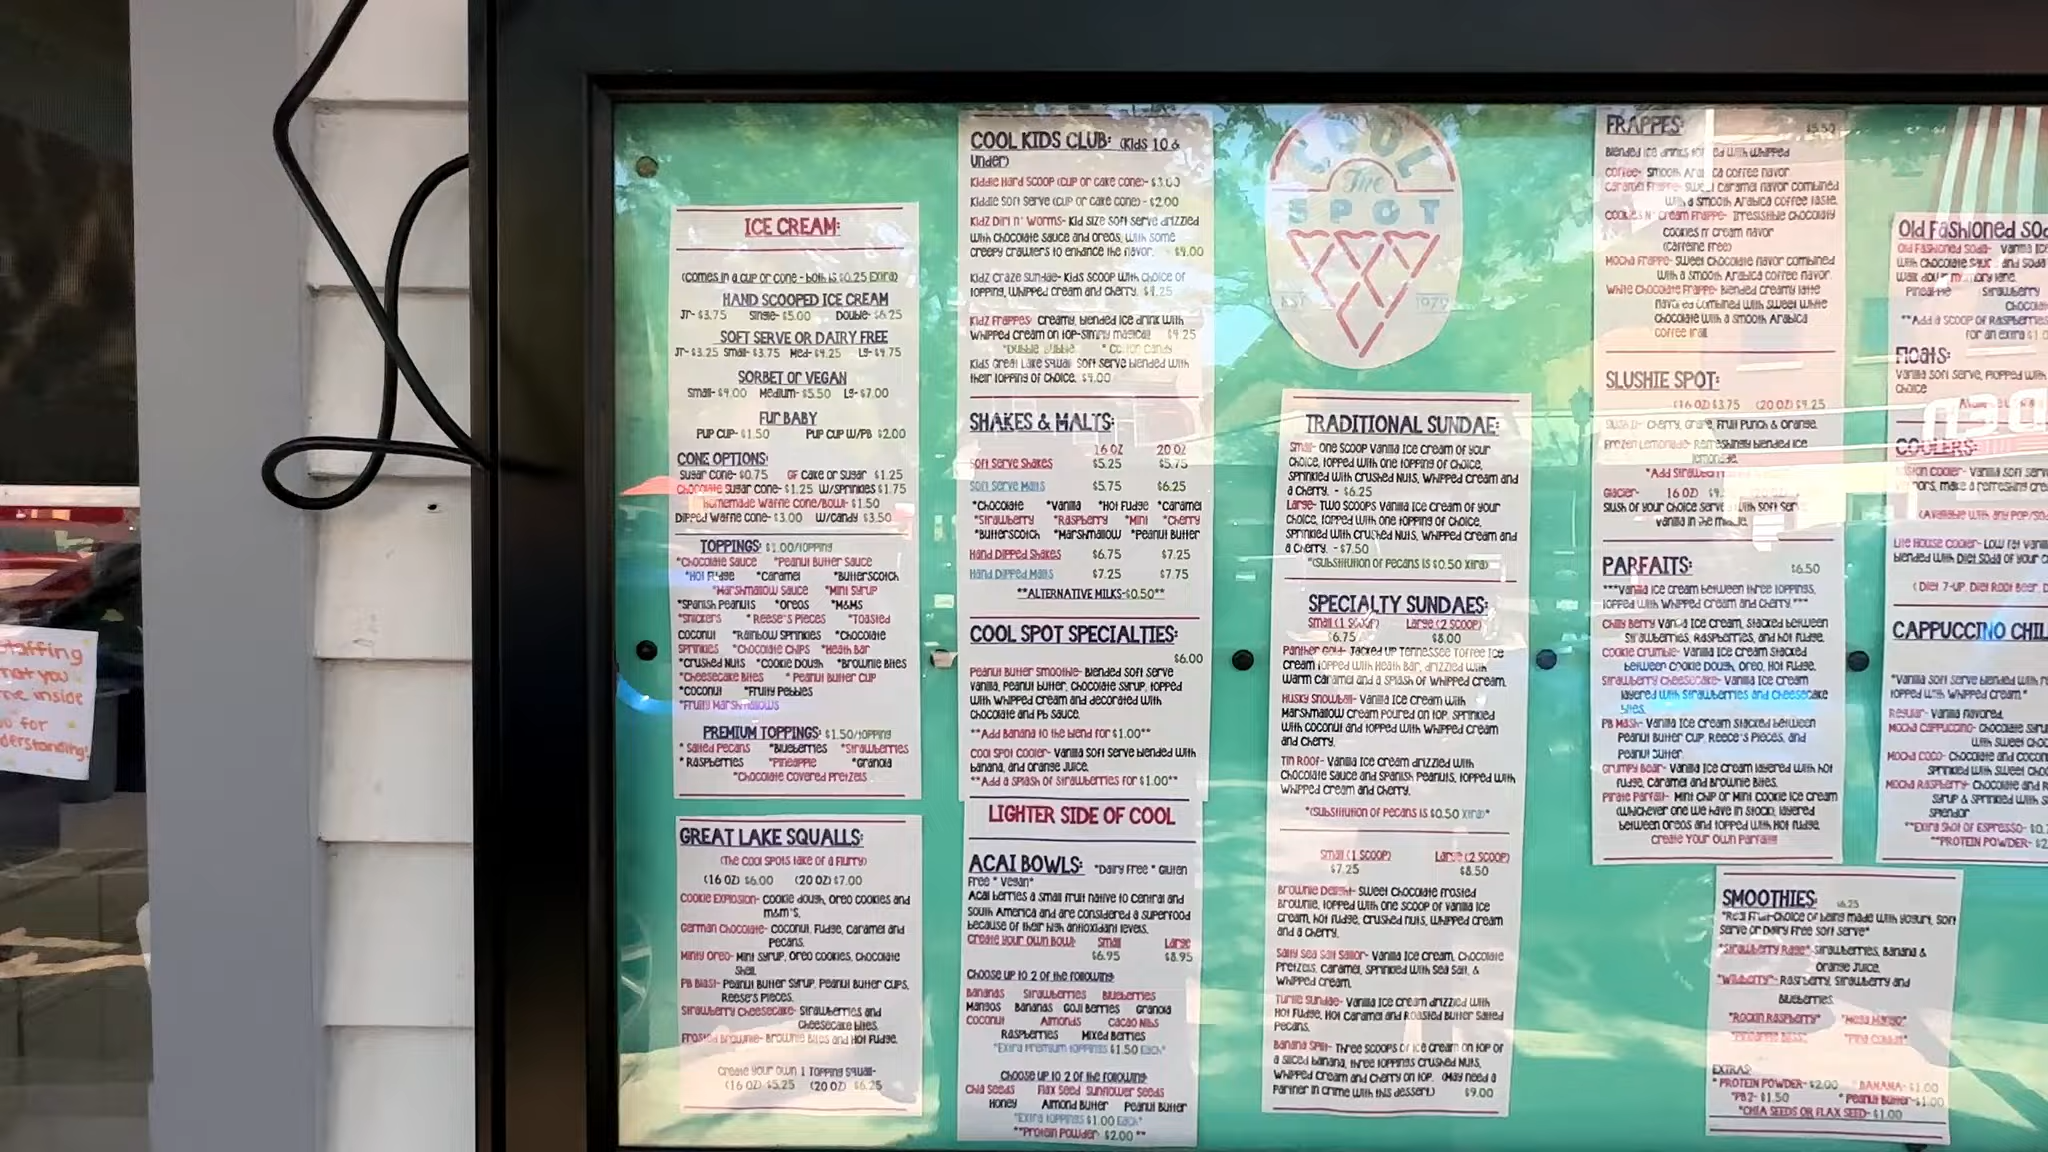 staffing
not you
me inside
for
derstanding!
ICE CREAM:
(Comes in a cup or cone - both is $0.25 Extra)
HAND SCOOPED ICE CREAM
Jr- $3.75 Single- $5.00 Double- $6.25
SOFT SERVE OR DAIRY FREE
Jr- $3.25 Small- $3.75 Med- $4.25 Lg- $4.75
SORBET or VEGAN
Small- $4.00 Medium- $5.50 Lg- $7.00
Fur BABY
PUP CUP- $1.50 PUP CUP W/PB $2.00
CONE OPTIONS:
Sugar Cone- $0.75 GF Cake or Sugar $1.25
Chocolate Sugar Cone- $1.25 W/Sprinkles $1.75
Homemade Waffle Cone/Bowl- $1.50
Dipped Waffle Cone- $3.00 W/Candy $3.50
TOPPINGS: $1.00/topping
*Chocolate Sauce *Peanut Butter Sauce
*Hot Fudge *Caramel *Butterscotch
*Marshmallow Sauce *Mint Syrup
*Spanish Peanuts *Oreos *M&Ms
*Snickers *Reese's Pieces *Toasted
Coconut *Rainbow Sprinkles *Chocolate
Sprinkles *Chocolate Chips *Heath Bar
*Crushed Nuts *Cookie Dough *Brownie Bites
*Cheesecake Bites *Peanut Butter Cup
*Coconut *Fruity Pebbles
*Fruity Marshmallows
PREMIUM TOPPINGS: $1.50/topping
*Salted Pecans *Blueberries *Strawberries
*Raspberries *Pineapple *Granola
*Chocolate Covered Pretzels
GREAT LAKE SQUALLS:
(The Cool Spots take of a Flurry)
(16 OZ) $6.00 (20 OZ) $7.00
Cookie Explosion- Cookie dough, Oreo Cookies and
M&M's.
German Chocolate- Coconut, Fudge, Caramel and
Pecans.
Minty Oreo- Mint Syrup, Oreo Cookies, Chocolate
Shell.
PB Blast- Peanut Butter Syrup, Peanut Butter Cups,
Reese's Pieces.
Strawberry Cheesecake- Strawberries and
Cheesecake bites.
Frosted Brownie- Brownie Bites and Hot Fudge.
Create your own 1 Topping Squall-
(16 OZ) $5.25 (20 OZ) $6.25
COOL KIDS CLUB: (Kids 10 &
Under)
Kiddie Hard Scoop (Cup or Cake Cone)- $3.00
Kiddie Soft Serve (Cup or Cake Cone) - $2.00
Kidz Dirt n' Worms- Kid size soft serve drizzled
with Chocolate Sauce and Oreos, with some
creepy crawlers to enhance the flavor. $4.00
Kidz Craze Sundae- Kids scoop with choice of
topping, whipped cream and cherry. $4.25
Kidz Frappes: Creamy, blended ice drink with
whipped cream on top-simply magical! $4.25
*Dubble Bubble *Cotton Candy
Kids Great Lake Squall Soft Serve blended with
their topping of choice. $4.00
SHAKES & MALTS:
16 OZ 20 OZ
Soft Serve Shakes $5.25 $5.75
Soft Serve Malts $5.75 $6.25
*Chocolate *Vanilla *Hot Fudge *Caramel
*Strawberry *Raspberry *Mint *Cherry
*Butterscotch *Marshmallow *Peanut Butter
Hand Dipped Shakes $6.75 $7.25
Hand Dipped Malts $7.25 $7.75
**ALTERNATIVE MILKS-$0.50**
COOL SPOT SPECIALTIES:
$6.00
Peanut Butter Smoothie- Blended Soft Serve
Vanilla, Peanut butter, Chocolate syrup, topped
with Whipped Cream and decorated with
Chocolate and Pb Sauce.
**Add Banana to the blend for $1.00**
Cool Spot Cooler- Vanilla Soft Serve blended with
banana, and orange juice.
**Add a splash of Strawberries for $1.00**
LIGHTER SIDE OF COOL
ACAI BOWLS: *Dairy Free * Gluten
Free * Vegan*
Acai berries a small fruit native to Central and
South America and are considered a superfood
because of their high antioxidant levels.
Create Your Own Bowl: Small Large
$6.95 $8.95
Choose up to 2 of the following:
Bananas Strawberries Blueberries
Mangos Bananas Goji Berries Granola
Coconut Almonds Cacao Nibs
Raspberries Mixed Berries
*Extra Premium toppings $1.50 Each*
Choose up to 2 of the following:
Chia Seeds Flax Seed Sunflower Seeds
Honey Almond Butter Peanut Butter
*Extra toppings $1.00 Each*
**Protein Powder- $2.00 **
COOL
The
SPOT
EST 1979
TRADITIONAL SUNDAE:
Small- One scoop Vanilla Ice Cream of your
choice, topped with one topping of choice,
sprinkled with crushed nuts, whipped cream and
a cherry. - $6.25
Large- Two scoops Vanilla Ice Cream of your
choice, topped with one topping of choice,
sprinkled with crushed nuts, whipped cream and
a cherry. - $7.50
*(Substitution of Pecans is $0.50 xtra)*
SPECIALTY SUNDAES:
Small (1 SCOOP) Large (2 SCOOP)
$6.75 $8.00
Panther Gold- Jacked up Tennessee Toffee Ice
Cream topped with Heath Bar, drizzled with
warm caramel and a splash of whipped cream.
Husky Snowball- Vanilla Ice Cream with
Marshmallow Cream poured on top, sprinkled
with coconut and topped with whipped cream
and cherry.
Tin Roof- Vanilla Ice Cream drizzled with
Chocolate Sauce and Spanish Peanuts, topped with
whipped cream and cherry.
*(Substitution of Pecans is $0.50 xtra)*
Small (1 SCOOP) Large (2 SCOOP)
$7.25 $8.50
Brownie Delight- Sweet Chocolate Frosted
Brownie, topped with one scoop of Vanilla Ice
Cream, hot fudge, crushed nuts, whipped cream
and a cherry.
Salty Sea Salt Sailor- Vanilla Ice Cream, Chocolate
Pretzels, Caramel, Sprinkled with Sea Salt, &
Whipped Cream.
Turtle Sundae- Vanilla Ice Cream drizzled with
Hot Fudge, Hot Caramel and Roasted Butter Salted
Pecans.
Banana Split- Three scoops of Ice Cream on top of
a sliced banana, three toppings crushed nuts,
whipped cream and cherry on top. (May need a
partner in crime with this dessert.) $9.00
FRAPPES: $5.50
Blended ice drinks topped with whipped
Coffee- Smooth Arabica coffee flavor
Caramel Frappe- Sweet Caramel flavor combined
with a smooth Arabica coffee taste.
Cookies N' Cream Frappe- Irresistible chocolaty
cookies n' cream flavor
(Caffeine Free)
Mocha Frappe- Sweet Chocolate flavor combined
with a smooth Arabica coffee flavor.
White Chocolate Frappe- Blended creamy latte
flavored combined with sweet white
chocolate with a smooth Arabica
coffee trail
SLUSHIE SPOT:
(16 OZ) $3.75 (20 OZ) $4.25
Slush- Cherry, Grape, Fruit Punch & Orange.
Frozen Lemonade- Refreshingly blended ice
lemonade.
*Add Strawberry
Glacier- 16 OZ)
Slush of your choice served with soft serve
vanilla in the middle.
PARFAITS: $6.50
***Vanilla Ice Cream between three toppings,
topped with whipped cream and cherry.***
Chilly Berry Vanilla Ice Cream, stacked between
Strawberries, Raspberries, and hot fudge.
Cookie Crumble- Vanilla Ice Cream stacked
between Cookie Dough, Oreo, Hot Fudge.
Strawberry Cheesecake- Vanilla Ice Cream
layered with strawberries and cheesecake
bites.
PB Mash- Vanilla Ice Cream stacked between
Peanut Butter Cup, Reece's Pieces, and
Peanut Butter.
Grumpy Bear- Vanilla Ice Cream layered with hot
fudge, Caramel and Brownie Bites.
Pirate Parfait- Mint Chip or Mint Cookie Ice Cream
(whichever one we have in stock), layered
between Oreos and topped with hot fudge.
Create Your Own Parfait!!
Old Fashioned Sod
Old Fashioned Soda- Vanilla Ice
with chocolate sauce and soda
walk down memory lane.
Pineapple Strawberry
Chocolat
**Add a scoop of Raspberries
for an extra $1.0
Floats:
Vanilla Soft Serve, plopped with
choice
COOLERS:
Vanilla soft serve
make a refreshing cre
(Available with any pop/so
Lite House Cooler- Low fat vanil
blended with Diet Soda of your c
( Diet 7-UP, Diet Root Beer, D
CAPPUCCINO CHIL
*Vanilla soft serve blended with
topped with whipped cream.*
Regular- Vanilla flavored.
Mocha Cappuccino- Chocolate syru
with sweet choc
Mocha Coco- Chocolate and Coconu
sprinkled with sweet choc
Mocha Raspberry- Chocolate and R
syrup & sprinkled with s
splendor
**Extra Shot of Espresso- $0.7
**PROTEIN POWDER- $2
SMOOTHIES: $6.25
*Real Fruit-Choice of being made with Yogurt, Soft
Serve or Dairy Free Soft Serve*
*Strawberry Rage*-Strawberries, Banana &
Orange Juice.
*Wildberry*- Raspberry, Strawberry and
Blueberries.
*Rockin Raspberry* *Mega Mango*
*Pineapple Bliss* *Pina Colada*
EXTRAS:
*PROTEIN POWDER- $2.00 *BANANA- $1.00
*PB2- $1.50 *Peanut Butter-$1.00
*CHIA SEEDS OR FLAX SEED- $1.00